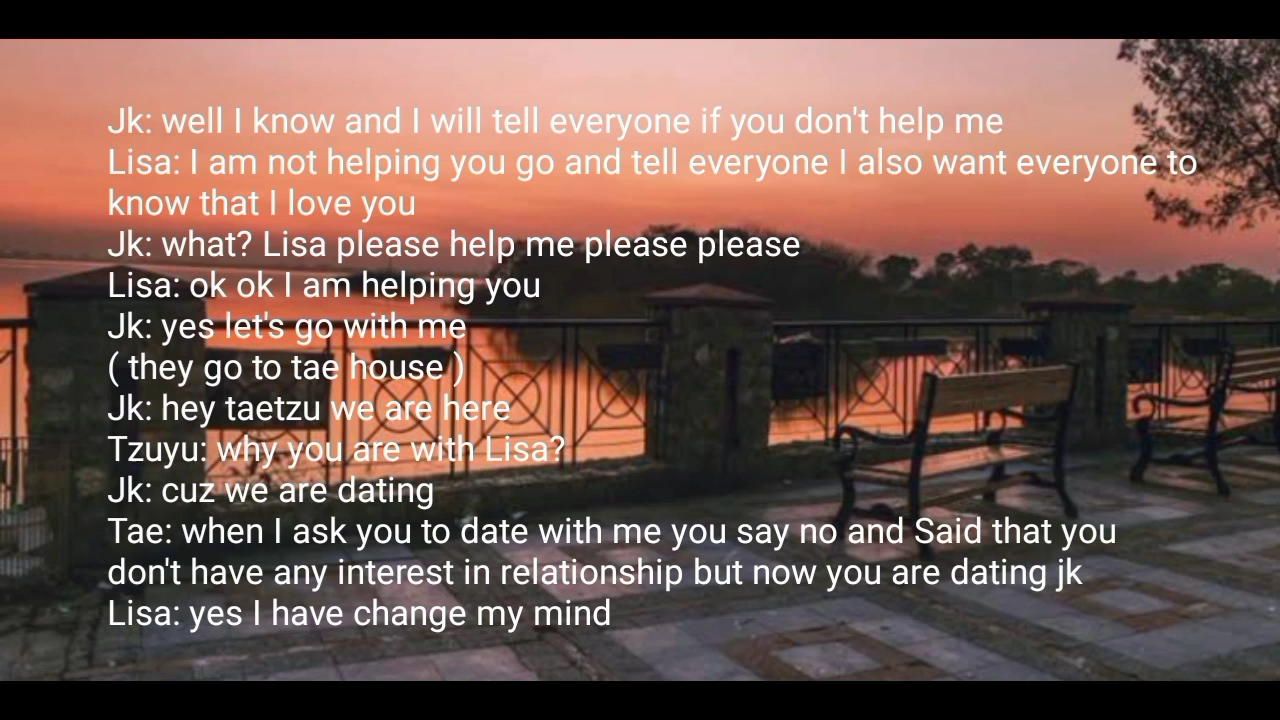 Jk: well I know and I will tell everyone if you don't help me
Lisa: I am not helping you go and tell everyone I also want everyone to
know that I love you
Jk: what? Lisa please help me please please
Lisa: ok ok I am helping you
Jk: yes let's go with me
( they go to tae house )
Jk: hey taetzu we are here
Tzuyu: why you are with Lisa?
Jk: cuz we are dating
Tae: when I ask you to date with me you say no and Said that you
don't have any interest in relationship but now you are dating jk
Lisa: yes I have change my mind